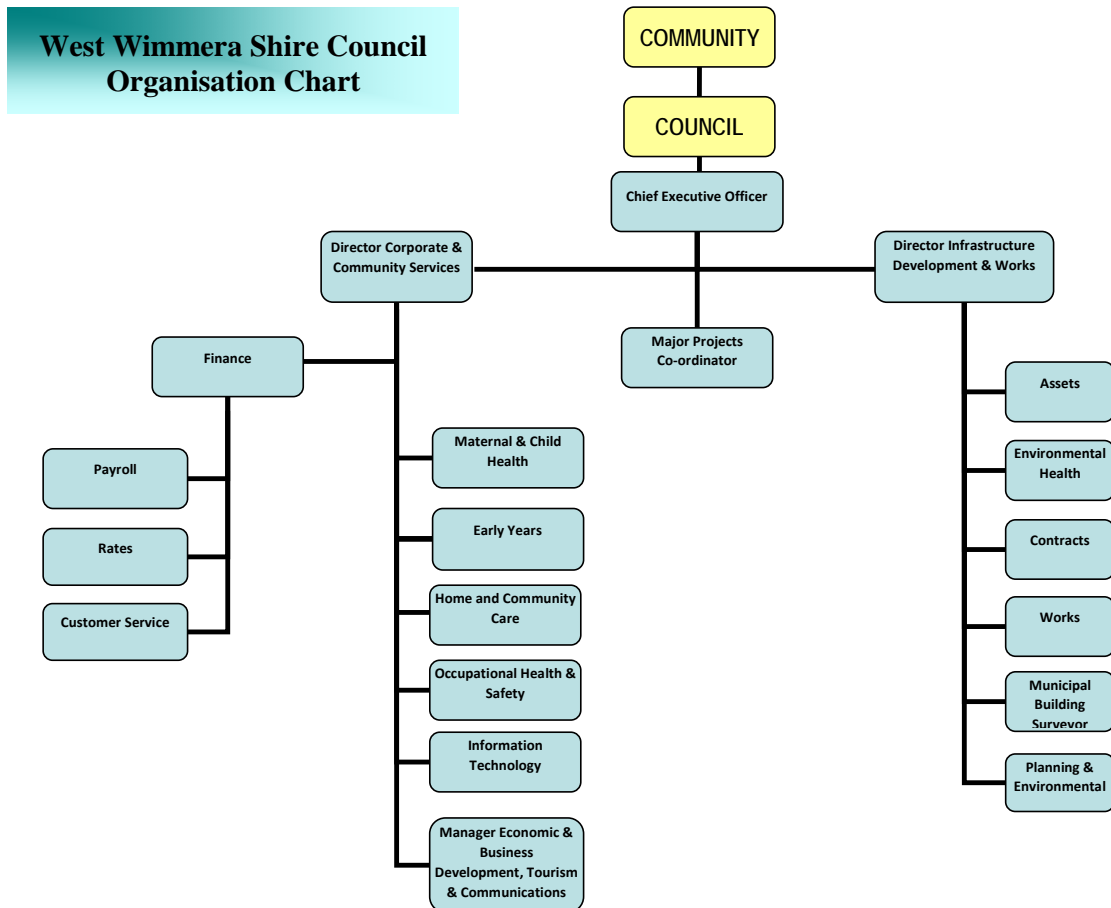 West Wimmera Shire Council
Organisation Chart
COMMUNITY
COUNCIL
Chief Executive Officer
Director Corporate &
Community Services
Director Infrastructure
Development & Works
Major Projects
Co-ordinator
Finance
Payroll
Rates
Customer Service
Maternal & Child
Health
Early Years
Home and Community
Care
Occupational Health &
Safety
Information
Technology
Manager Economic &
Business
Development, Tourism
& Communications
Assets
Environmental
Health
Contracts
Works
Municipal
Building
Surveyor
Planning &
Environmental